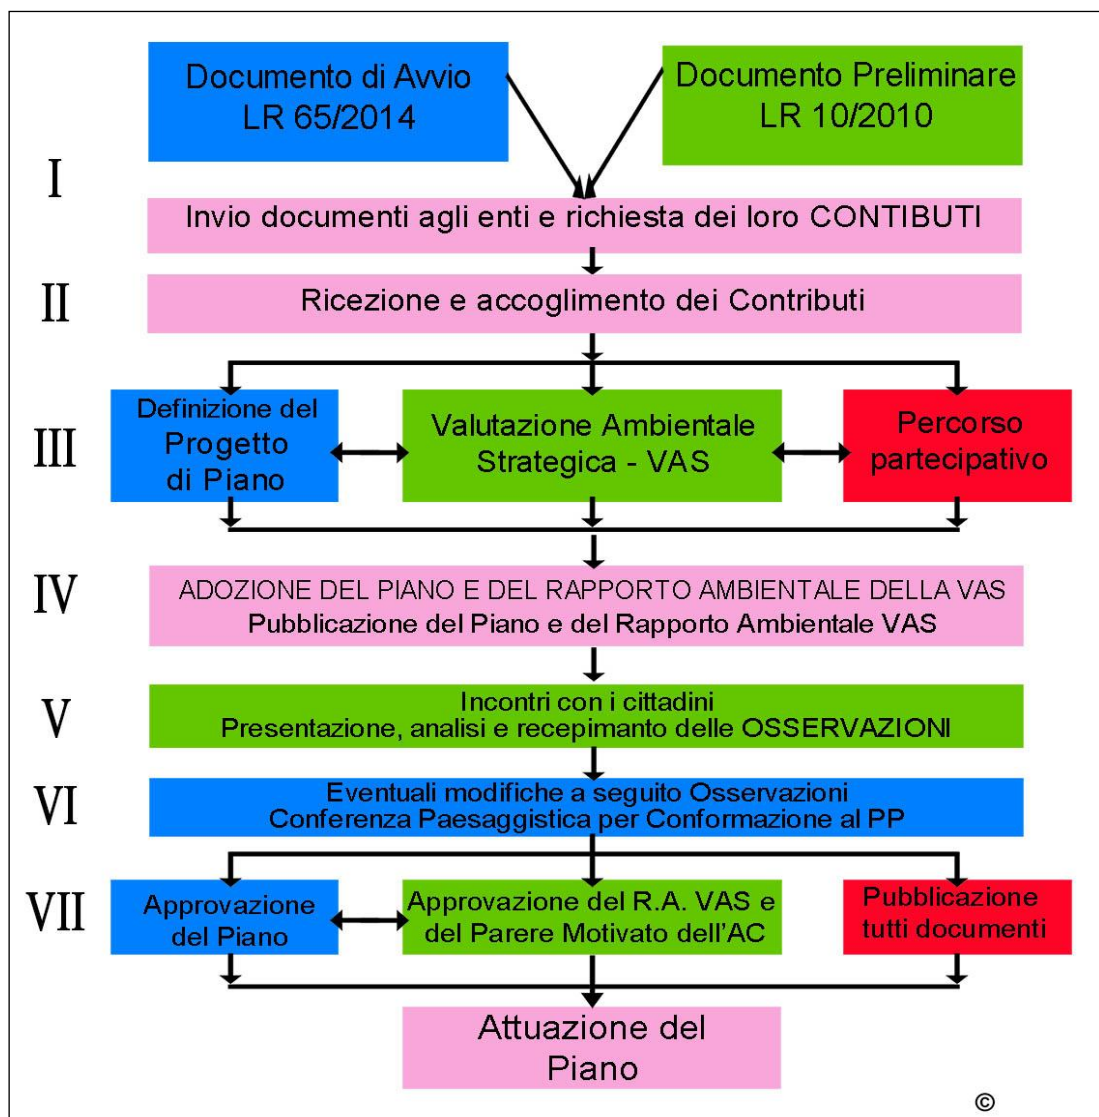 Documento di Avvio
LR 65/2014
Documento Preliminare
LR 10/2010
I
Invio documenti agli enti e richiesta dei loro CONTIBUTI
II
Ricezione e accoglimento dei Contributi
III
Definizione del
Progetto
di Piano
Valutazione Ambientale
Strategica - VAS
Percorso
partecipativo
IV
ADOZIONE DEL PIANO E DEL RAPPORTO AMBIENTALE DELLA VAS
Pubblicazione del Piano e del Rapporto Ambientale VAS
V
Incontri con i cittadini
Presentazione, analisi e recepimanto delle OSSERVAZIONI
VI
Eventuali modifiche a seguito Osservazioni
Conferenza Paesaggistica per Conformazione al PP
VII
Approvazione
del Piano
Approvazione del R.A. VAS e
del Parere Motivato dell'AC
Pubblicazione
tutti documenti
Attuazione del
Piano
©